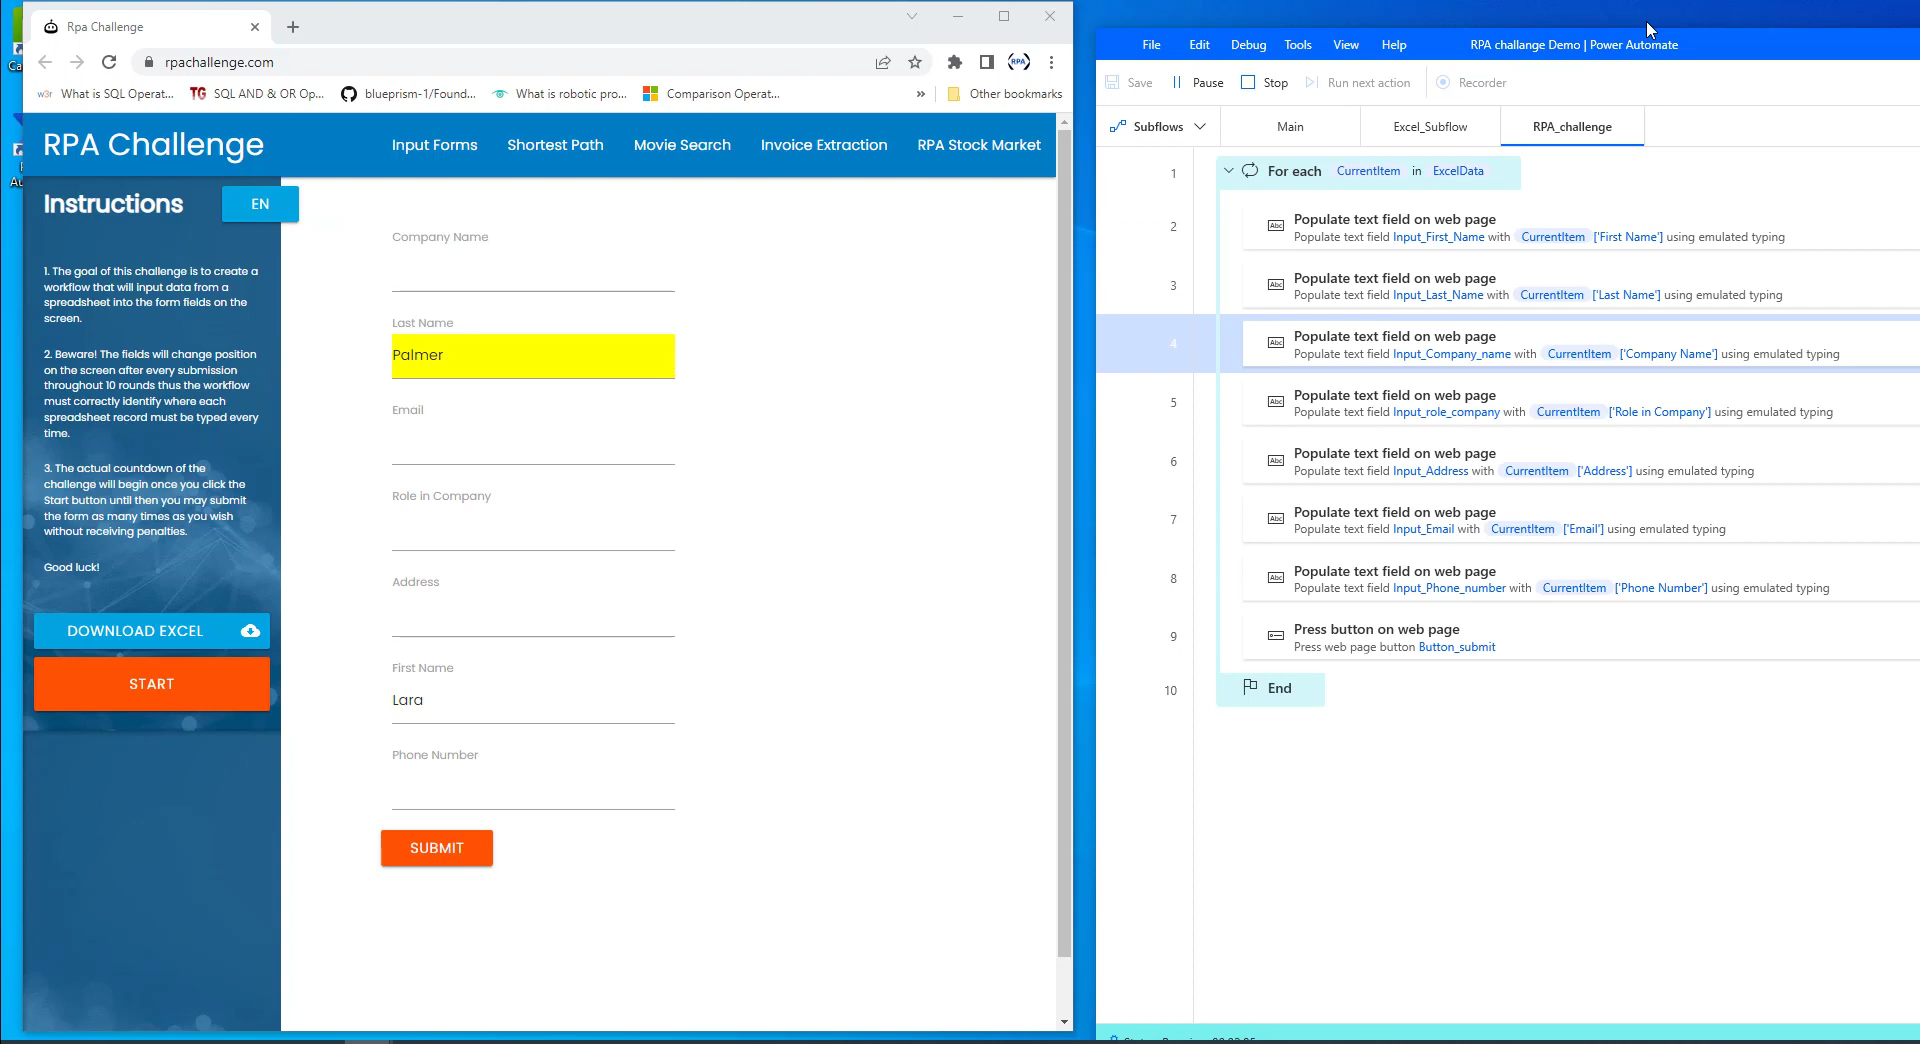 Rpa Challenge
rpachallenge.com
RPA
w3r What is SQL Operat...
TG SQL AND & OR Op...
blueprism-1/Found...
What is robotic pro...
Comparison Operat...
»
Other bookmarks
RPA Challenge
Input Forms
Shortest Path
Movie Search
Invoice Extraction
RPA Stock Market
Instructions
EN
1. The goal of this challenge is to create a
workflow that will input data from a
spreadsheet into the form fields on the
screen.
2. Beware! The fields will change position
on the screen after every submission
throughout 10 rounds thus the workflow
must correctly identify where each
spreadsheet record must be typed every
time.
3. The actual countdown of the
challenge will begin once you click the
Start button until then you may submit
the form as many times as you wish
without receiving penalties.
Good luck!
DOWNLOAD EXCEL
START
Company Name
Last Name
Palmer
Email
Role in Company
Address
First Name
Lara
Phone Number
SUBMIT
File Edit Debug Tools View Help
RPA challange Demo | Power Automate
Save Pause Stop Run next action Recorder
Subflows Main Excel_Subflow RPA_challenge
1 For each CurrentItem in ExcelData
2 Abc Populate text field on web page
Populate text field Input_First_Name with CurrentItem ['First Name'] using emulated typing
3 Abc Populate text field on web page
Populate text field Input_Last_Name with CurrentItem ['Last Name'] using emulated typing
4 Abc Populate text field on web page
Populate text field Input_Company_name with CurrentItem ['Company Name'] using emulated typing
5 Abc Populate text field on web page
Populate text field Input_role_company with CurrentItem ['Role in Company'] using emulated typing
6 Abc Populate text field on web page
Populate text field Input_Address with CurrentItem ['Address'] using emulated typing
7 Abc Populate text field on web page
Populate text field Input_Email with CurrentItem ['Email'] using emulated typing
8 Abc Populate text field on web page
Populate text field Input_Phone_number with CurrentItem ['Phone Number'] using emulated typing
9 Press button on web page
Press web page button Button_submit
10 End